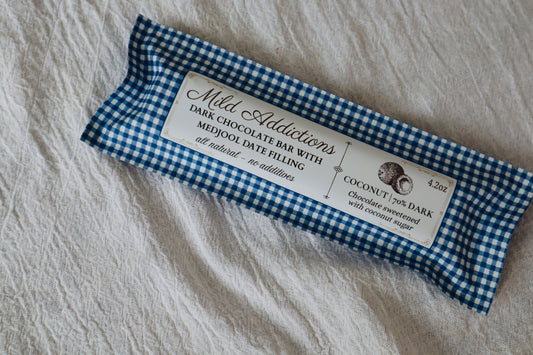 Mild Addictions
DARK CHOCOLATE BAR WITH
MEDJOOL DATE FILLING
all natural - no additives
4.2oz
COCONUT | 70% DARK
Chocolate sweetened
with coconut sugar